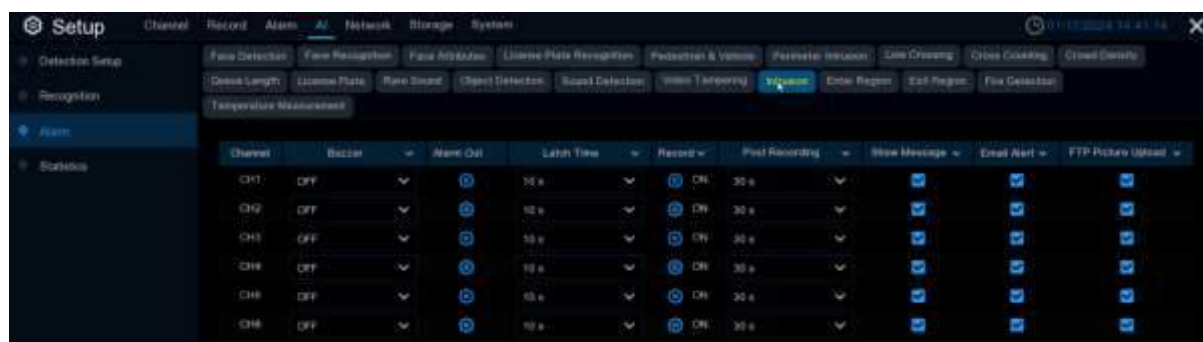 Setup Channel Record Alarm AI Network Storage System
Detection Setup
Recognition
Alarm
Statistics
Face Detection Face Recognition Face Attributes License Plate Recognition Pedestrian & Vehicle Perimeter Intrusion Line Crossing Cross Counting Crowd Density
Queue Length License Plate Rare Sound Object Detection Sound Detection Video Tampering Intrusion Enter Region Exit Region Fire Detection
Temperature Measurement
Channel Buzzer Alarm Out Latch Time Record Post Recording Show Message Email Alert FTP Picture Upload
CH1 OFF 10 s ON 30 s
CH2 OFF 10 s ON 30 s
CH3 OFF 10 s ON 30 s
CH4 OFF 10 s ON 30 s
CH5 OFF 10 s ON 30 s
CH6 OFF 10 s ON 30 s